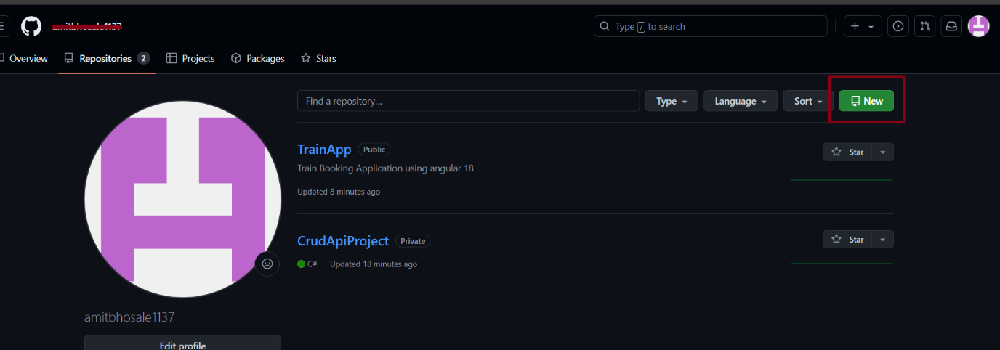 amitbhosale1137
Type / to search
Overview Repositories 2 Projects Packages Stars
Find a repository... Type Language Sort New
TrainApp Public Star
Train Booking Application using angular 18
Updated 8 minutes ago
CrudApiProject Private Star
C# Updated 18 minutes ago
amitbhosale1137
Edit profile